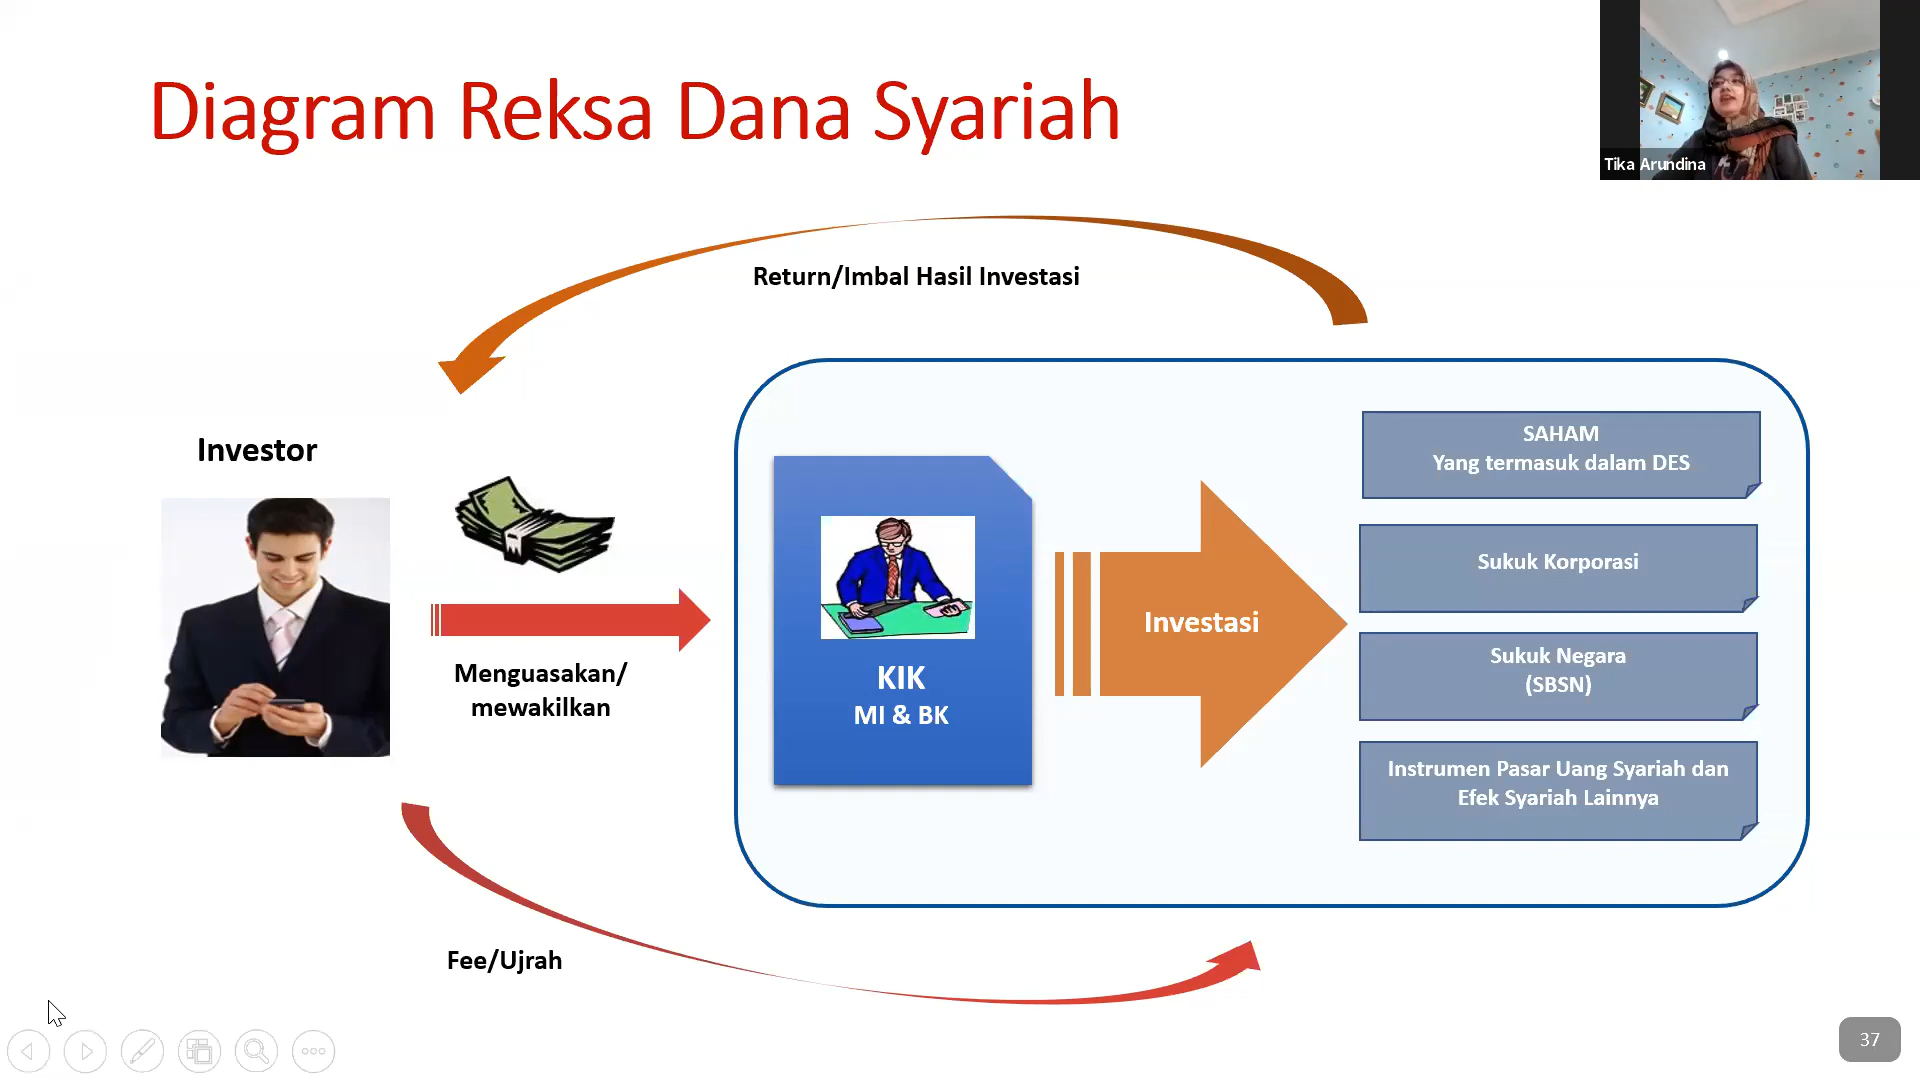 Diagram Reksa Dana Syariah
Tika Arundina
Return/Imbal Hasil Investasi
Investor
Menguasakan/
mewakilkan
KIK
MI & BK
Investasi
SAHAM
Yang termasuk dalam DES
Sukuk Korporasi
Sukuk Negara
(SBSN)
Instrumen Pasar Uang Syariah dan
Efek Syariah Lainnya
Fee/Ujrah
37